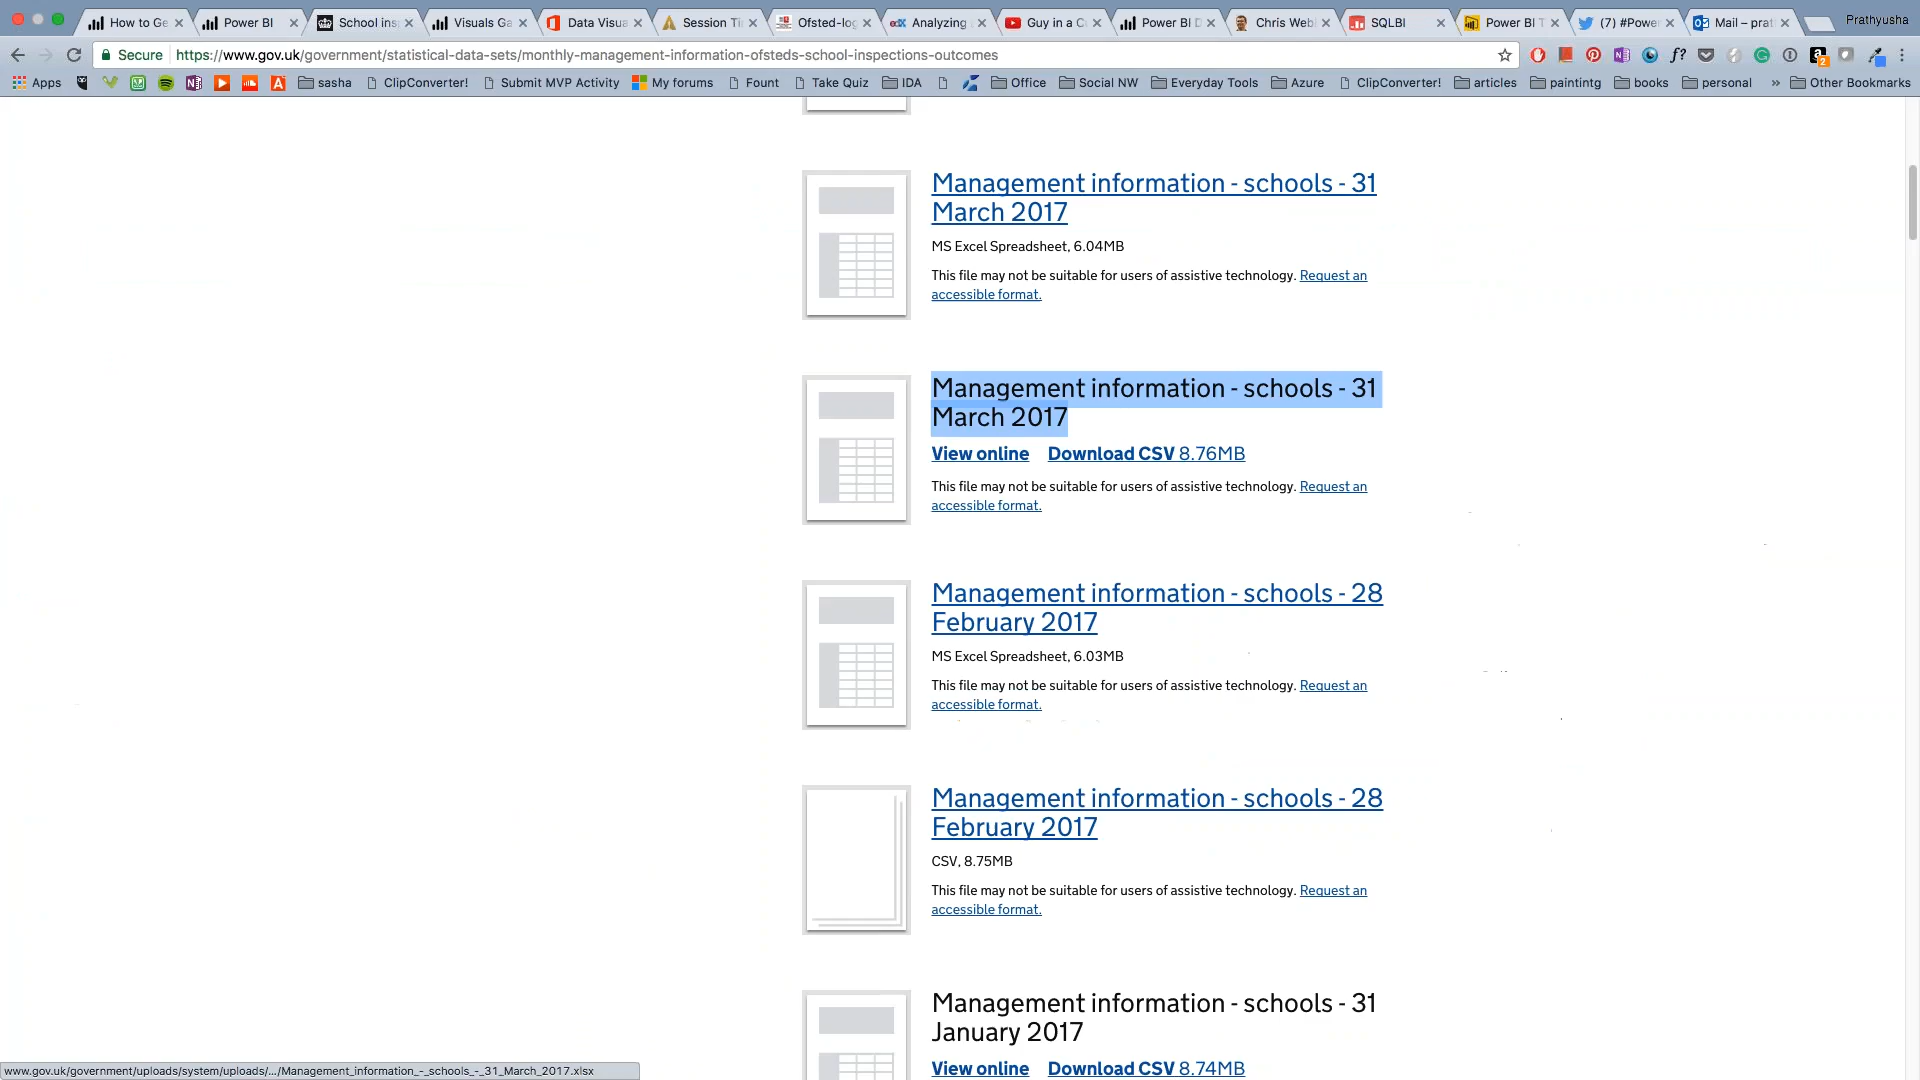 How to Ge
Power BI
School ins
Visuals Ga
Data Visua
Session Ti
Ofsted-log
Analyzing
Guy in a C
Power BI D
Chris Web
SQLBI
Power BI T
(7) #Power
Mail – prat
Prathyusha
Secure
https://www.gov.uk/government/statistical-data-sets/monthly-management-information-ofsteds-school-inspections-outcomes
Apps
sasha
ClipConverter!
Submit MVP Activity
My forums
Fount
Take Quiz
IDA
Office
Social NW
Everyday Tools
Azure
ClipConverter!
articles
paintintg
books
personal
»
Other Bookmarks
Management information - schools - 31
March 2017
MS Excel Spreadsheet, 6.04MB
This file may not be suitable for users of assistive technology. Request an
accessible format.
Management information - schools - 31
March 2017
View online Download CSV 8.76MB
This file may not be suitable for users of assistive technology. Request an
accessible format.
Management information - schools - 28
February 2017
MS Excel Spreadsheet, 6.03MB
This file may not be suitable for users of assistive technology. Request an
accessible format.
Management information - schools - 28
February 2017
CSV, 8.75MB
This file may not be suitable for users of assistive technology. Request an
accessible format.
Management information - schools - 31
January 2017
View online Download CSV 8.74MB
www.gov.uk/government/uploads/system/uploads/.../Management_information_-_schools_-_31_March_2017.xlsx